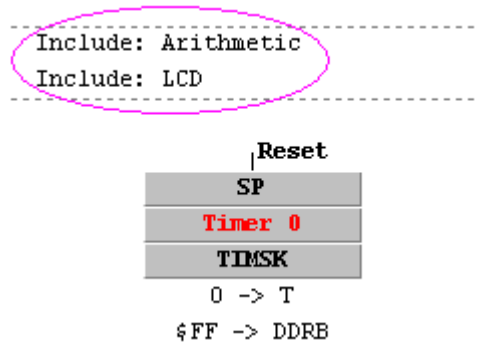 Include: Arithmetic
Include: LCD
Reset
SP
Timer 0
TIMSK
0 -> T
$FF -> DDRB